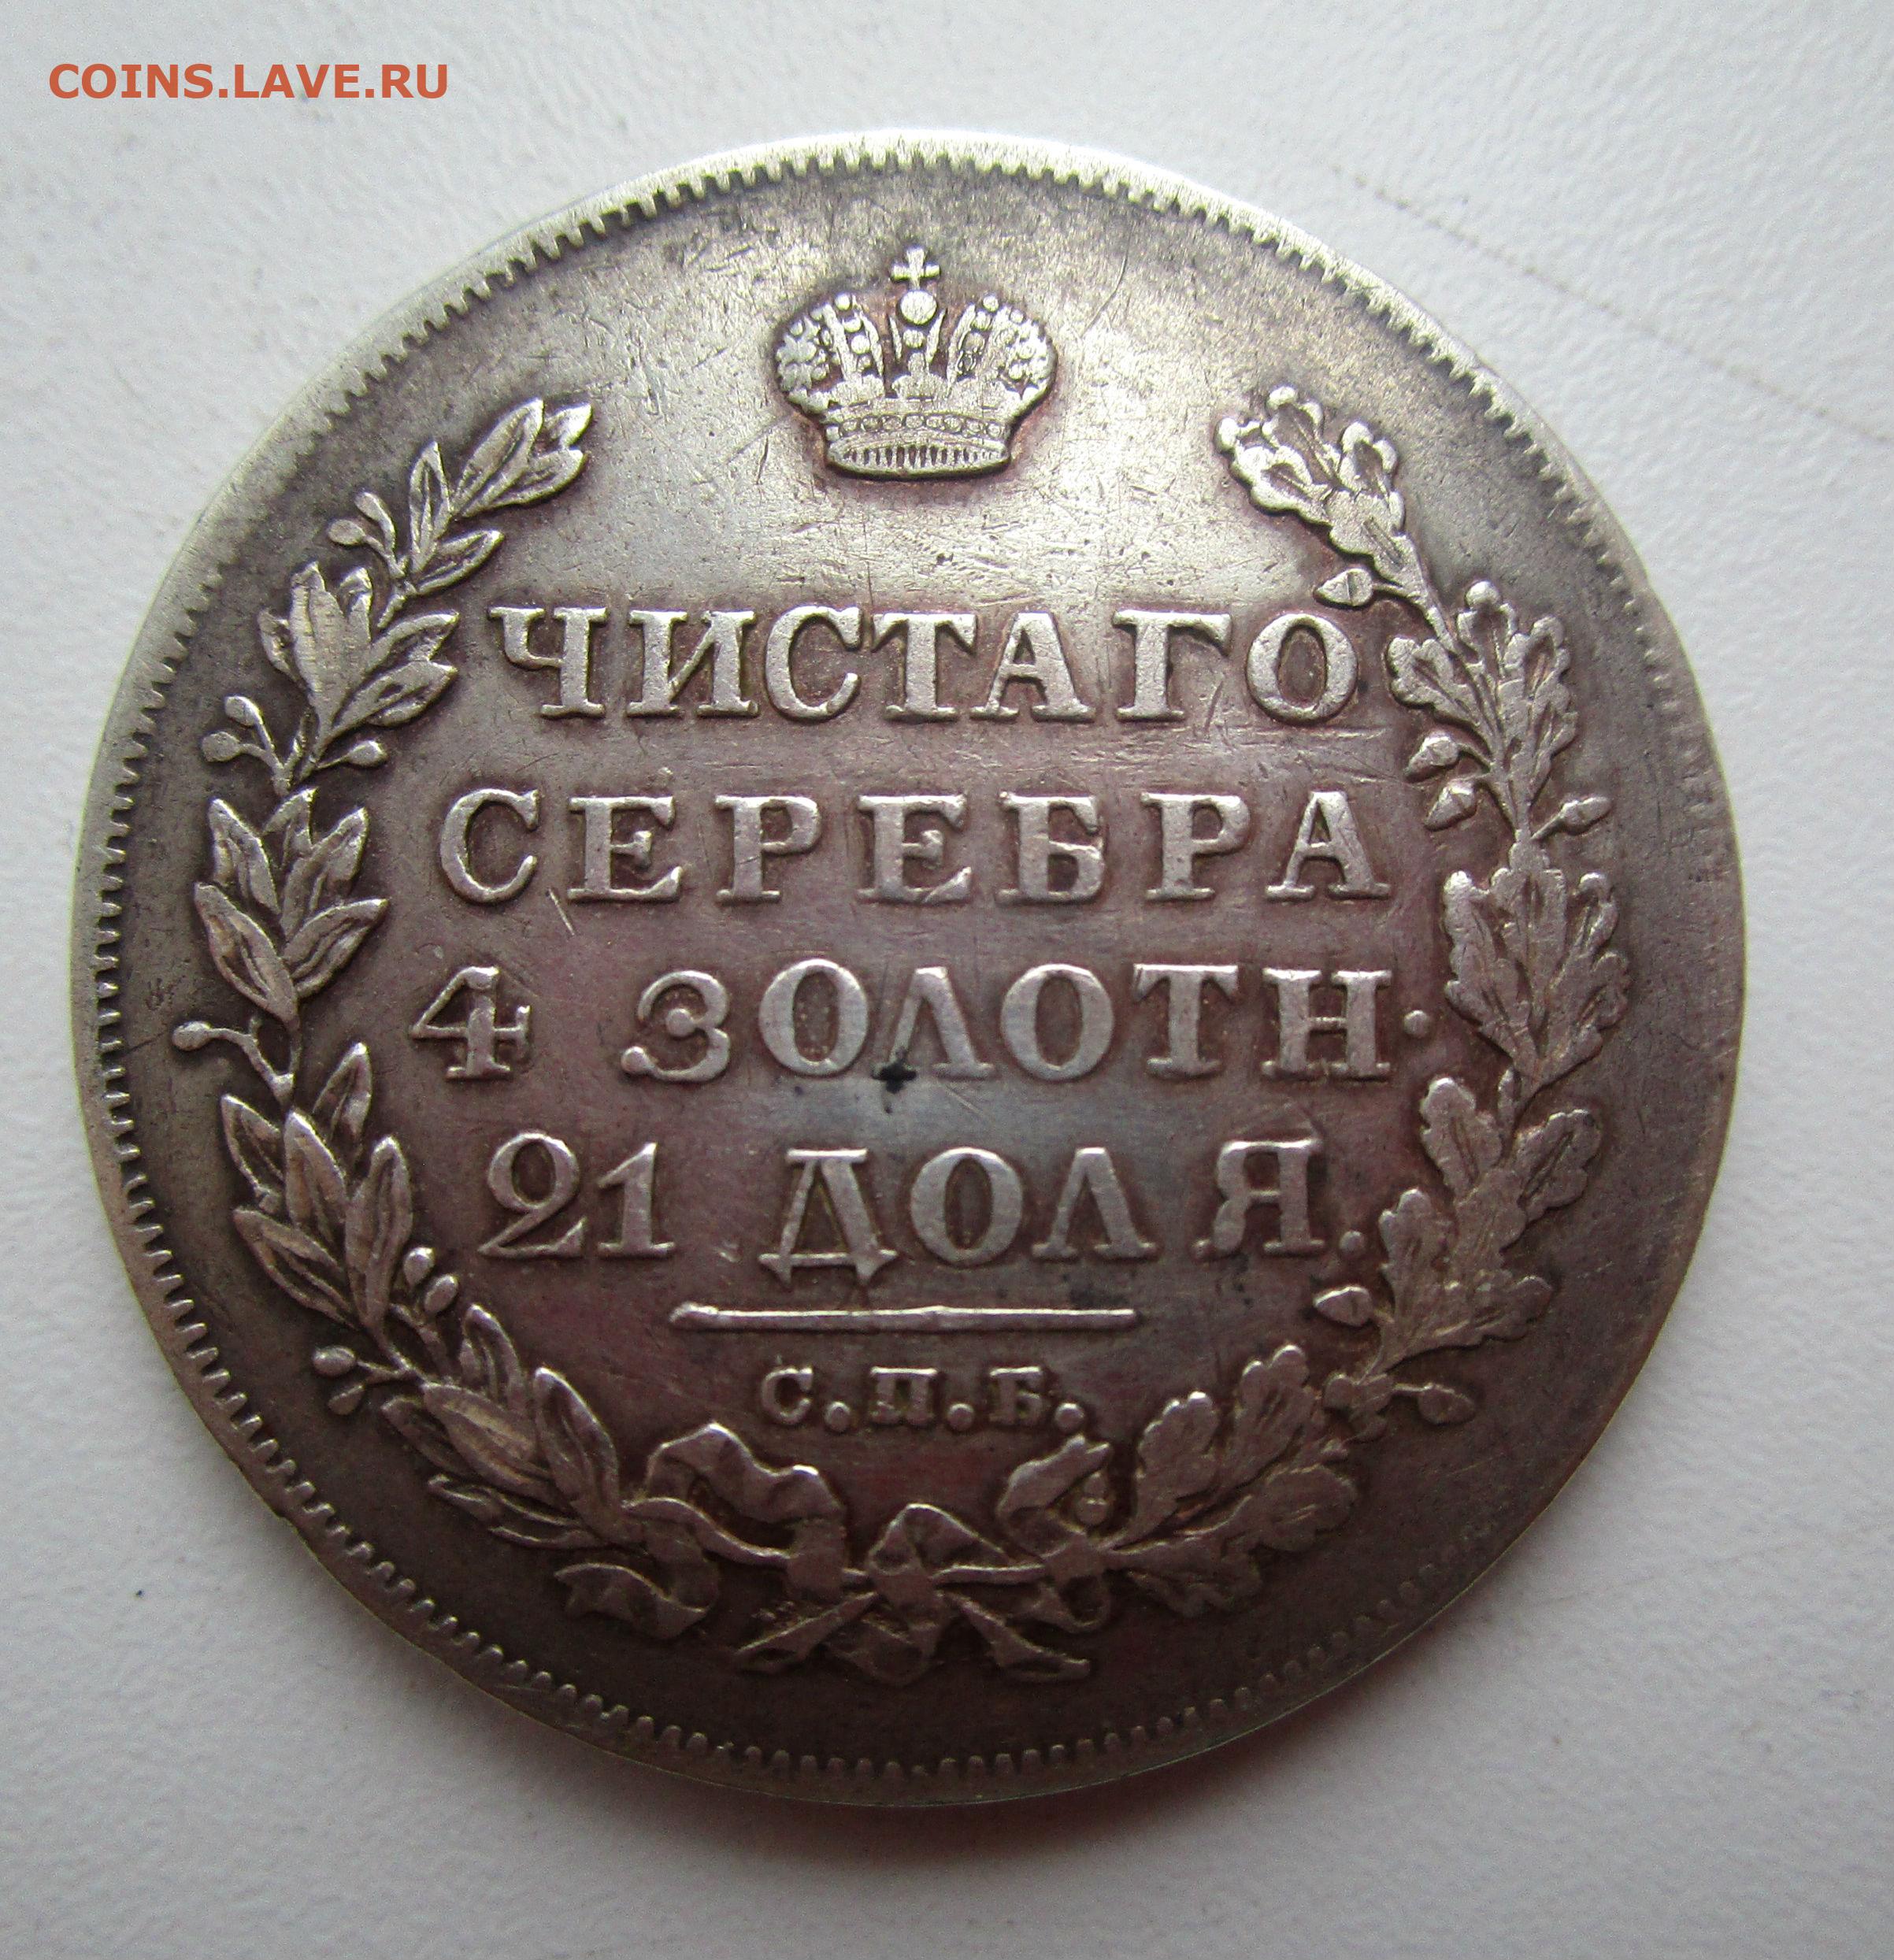 COINS.LAVE.RU
ЧИСТАГО
СЕРЕБРА
4 ЗОЛОТН.
21 ДОЛЯ.
С.П.Б.